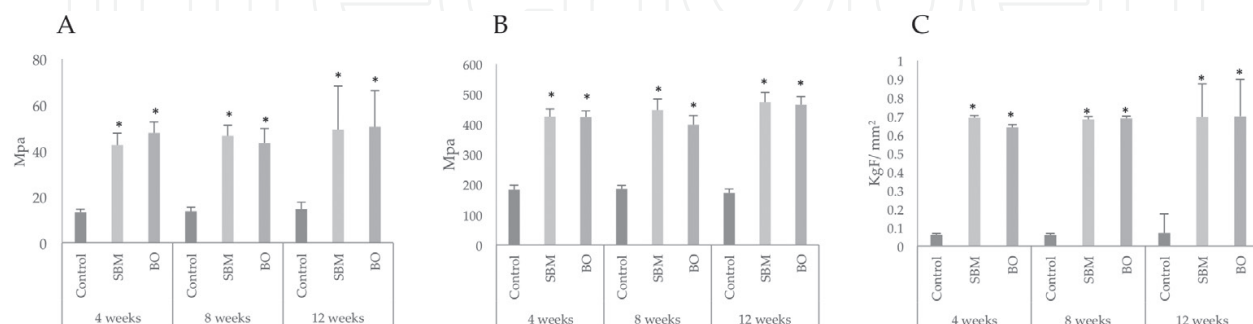 A
80
60
40
20
0
Mpa
* * * * * *
Control SBM BO Control SBM BO Control SBM BO
4 weeks 8 weeks 12 weeks
B
600
500
400
300
200
100
0
Mpa
* * * * * *
Control SBM BO Control SBM BO Control SBM BO
4 weeks 8 weeks 12 weeks
C
1
0.9
0.8
0.7
0.6
0.5
0.4
0.3
0.2
0.1
0
KgF/ mm²
* * * * * *
Control SBM BO Control SBM BO Control SBM BO
4 weeks 8 weeks 12 weeks